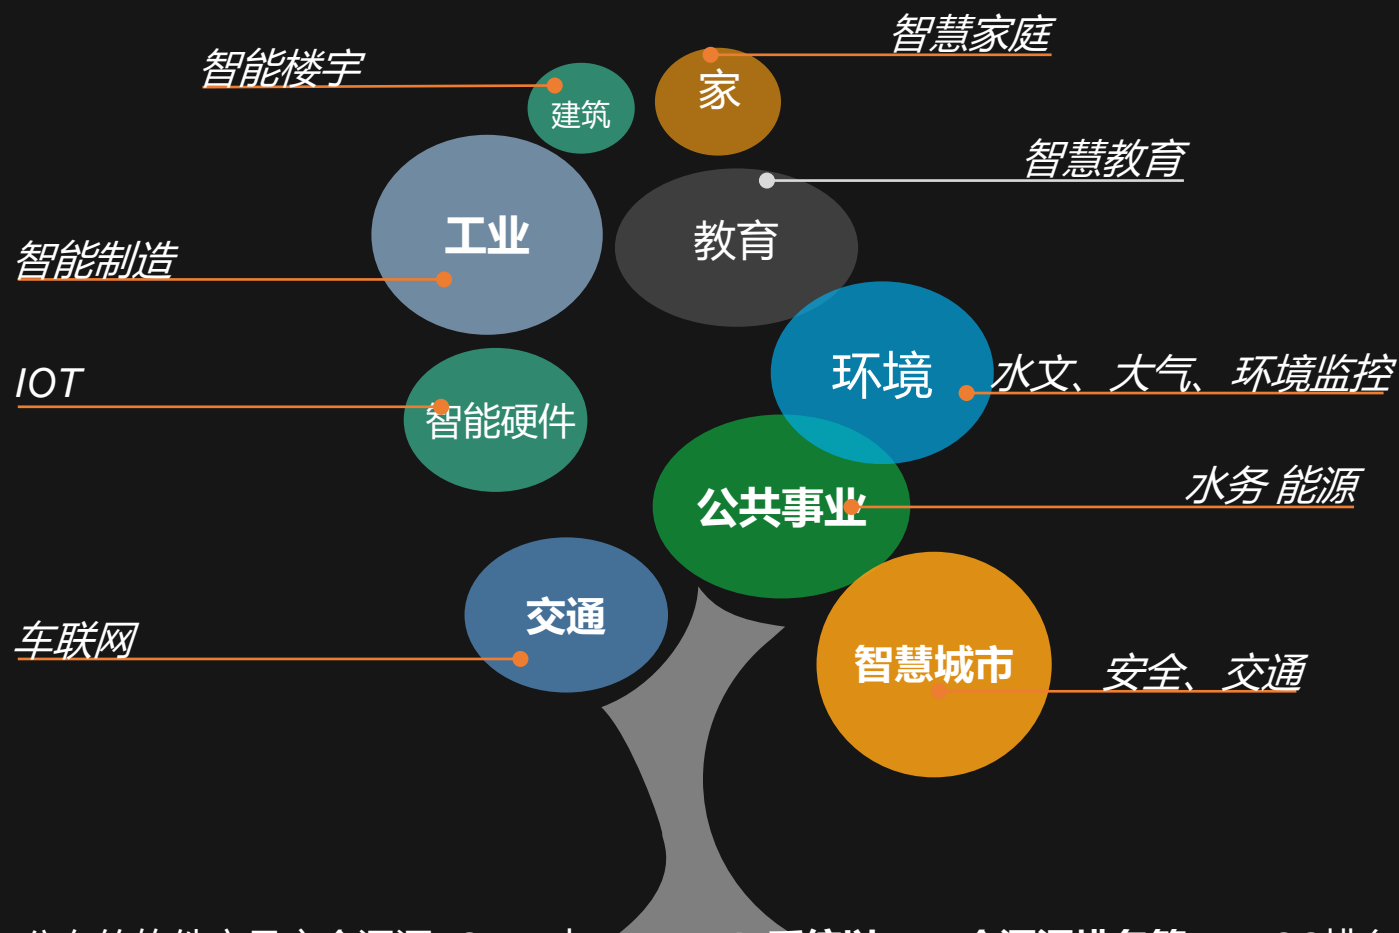 智慧家庭
智能楼宇
家
建筑
智慧教育
工业
教育
智能制造
环境
水文、大气、环境监控
IOT
智能硬件
公共事业
水务 能源
交通
车联网
智慧城市
安全、交通